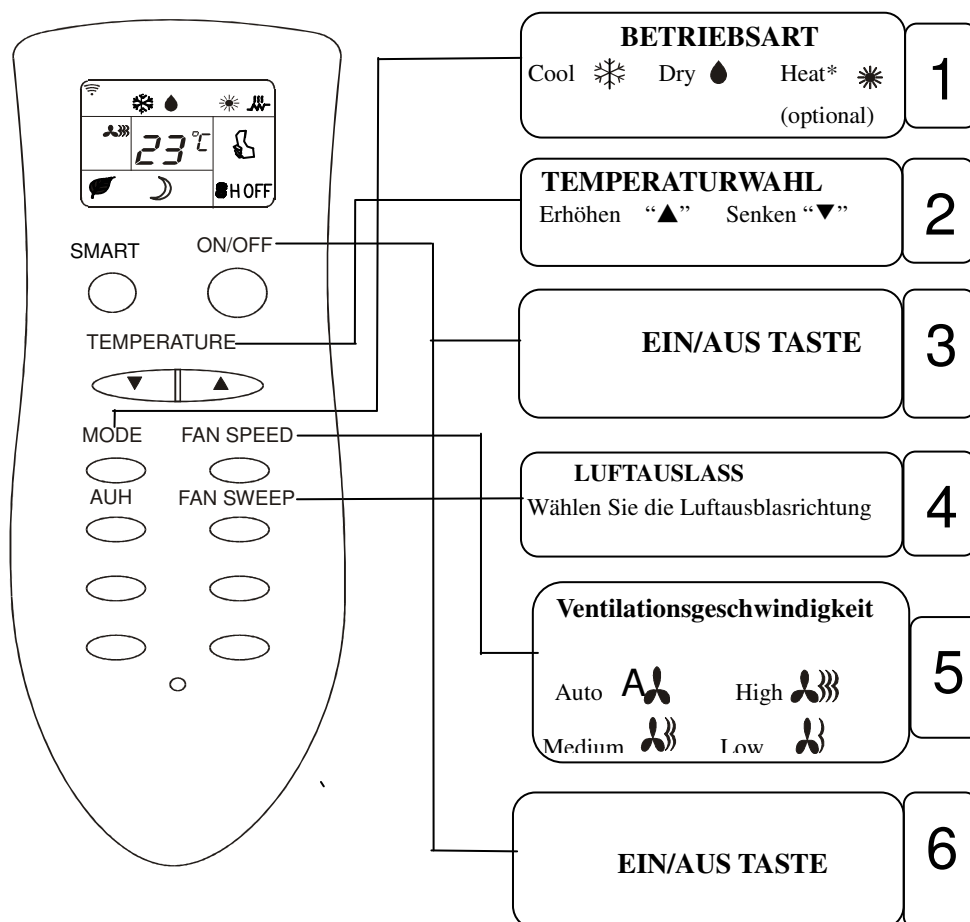 23°C
H OFF
SMART
ON/OFF
TEMPERATURE
▼ ▲
MODE FAN SPEED
AUH FAN SWEEP
BETRIEBSART
Cool Dry Heat*
(optional)
1
TEMPERATURWAHL
Erhöhen “▲” Senken “▼”
2
EIN/AUS TASTE
3
LUFTAUSLASS
Wählen Sie die Luftausblasrichtung
4
Ventilationsgeschwindigkeit
Auto A High
Medium Low
5
EIN/AUS TASTE
6